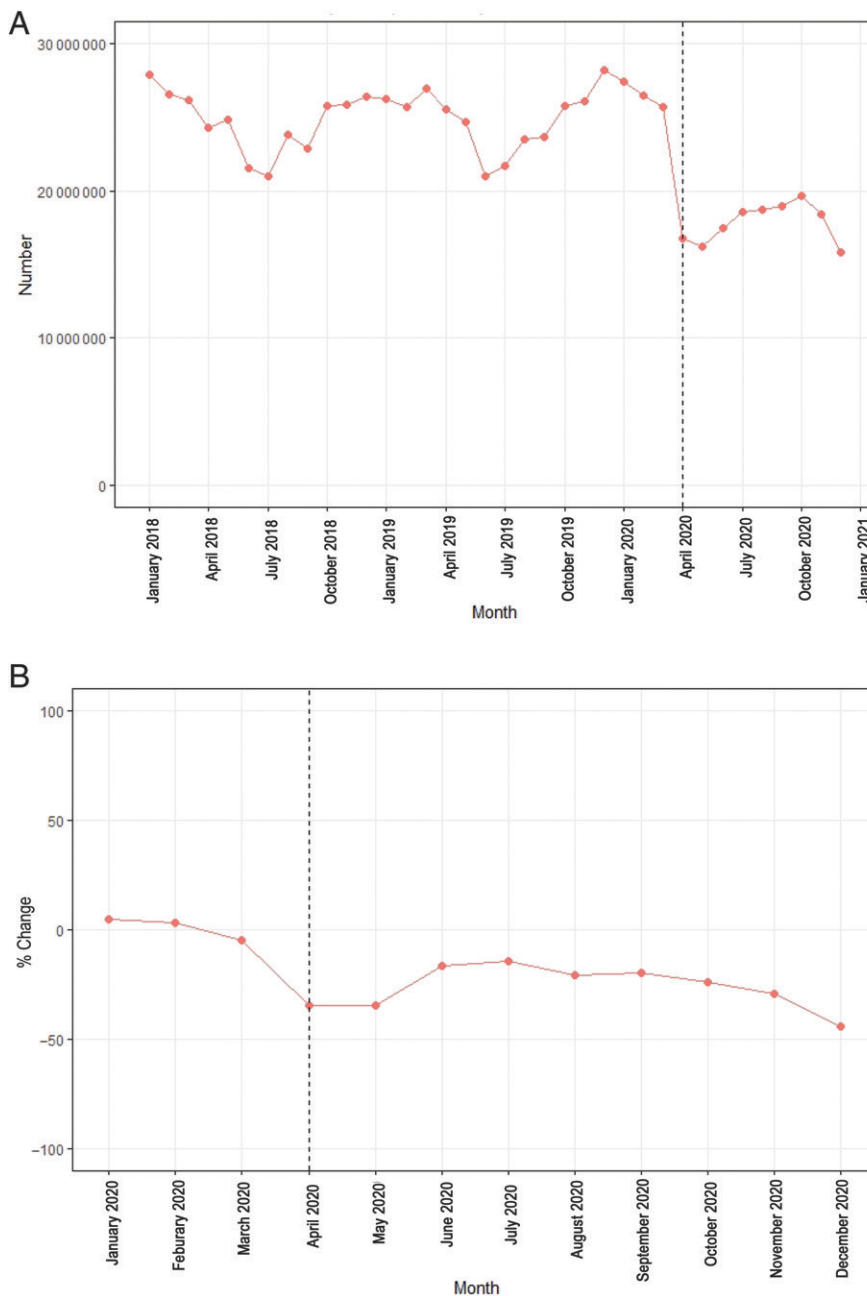 A
30 000 000
20 000 000
10 000 000
0
Number
January 2018
April 2018
July 2018
October 2018
January 2019
April 2019
July 2019
October 2019
January 2020
April 2020
July 2020
October 2020
January 2021
Month
B
100
50
0
−50
−100
% Change
January 2020
Feburary 2020
March 2020
April 2020
May 2020
June 2020
July 2020
August 2020
September 2020
October 2020
November 2020
December 2020
Month